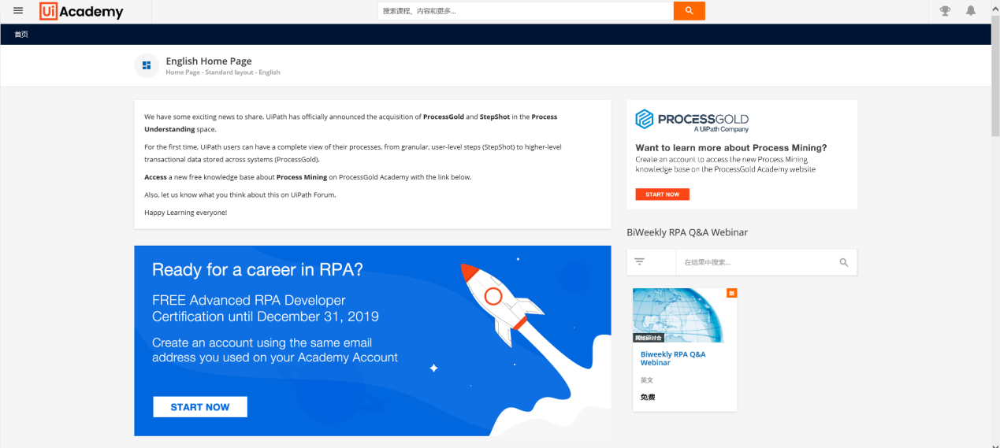 Ui Academy
搜索课程、内容和更多...
首页
English Home Page
Home Page - Standard layout - English
We have some exciting news to share. UiPath has officially announced the acquisition of ProcessGold and StepShot in the Process
Understanding space.
For the first time, UiPath users can have a complete view of their processes, from granular, user-level steps (StepShot) to higher-level
transactional data stored across systems (ProcessGold).
Access a new free knowledge base about Process Mining on ProcessGold Academy with the link below.
Also, let us know what you think about this on UiPath Forum.
Happy Learning everyone!
Ready for a career in RPA?
FREE Advanced RPA Developer
Certification until December 31, 2019
Create an account using the same email
address you used on your Academy Account
START NOW
PROCESSGOLD
A UiPath Company
Want to learn more about Process Mining?
Create an account to access the new Process Mining
knowledge base on the ProcessGold Academy website
START NOW
BiWeekly RPA Q&A Webinar
在结果中搜索...
网络研讨会
Biweekly RPA Q&A
Webinar
英文
免费